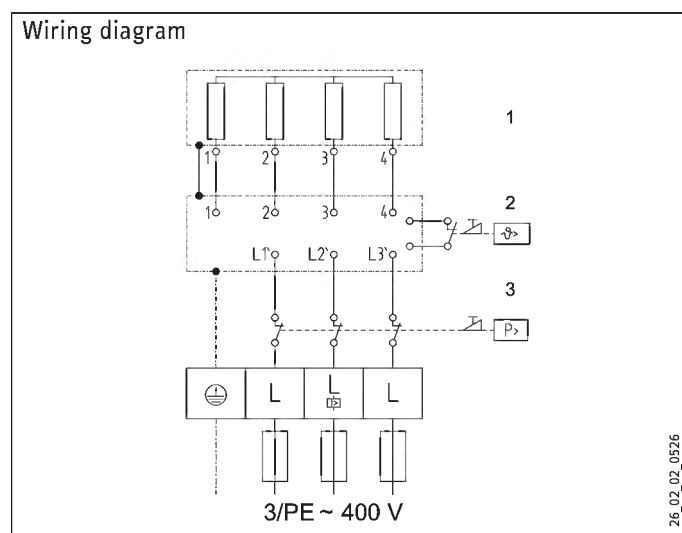 Wiring diagram
1
1 2 3 4
1 2 3 4
2
ϑ>
L1` L2` L3`
3
P>
L L L
3/PE ~ 400 V
26_02_02_0526